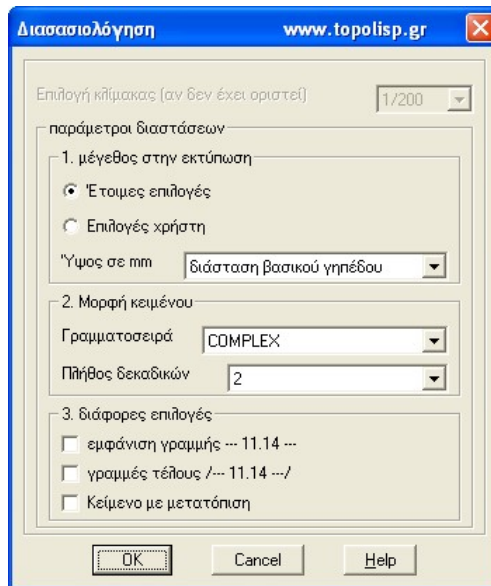 Διασασιολόγηση www.topolisp.gr
Επιλογή κλίμακας (αν δεν έχει οριστεί) 1/200
παράμετροι διαστάσεων
1. μέγεθος στην εκτύπωση
Έτοιμες επιλογές
Επιλογές χρήστη
Ύψος σε mm διάσταση βασικού γηπέδου
2. Μορφή κειμένου
Γραμματοσειρά COMPLEX
Πλήθος δεκαδικών 2
3. διάφορες επιλογές
εμφάνιση γραμμής --- 11.14 ---
γραμμές τέλους /--- 11.14 ---/
Κείμενο με μετατόπιση
OK Cancel Help